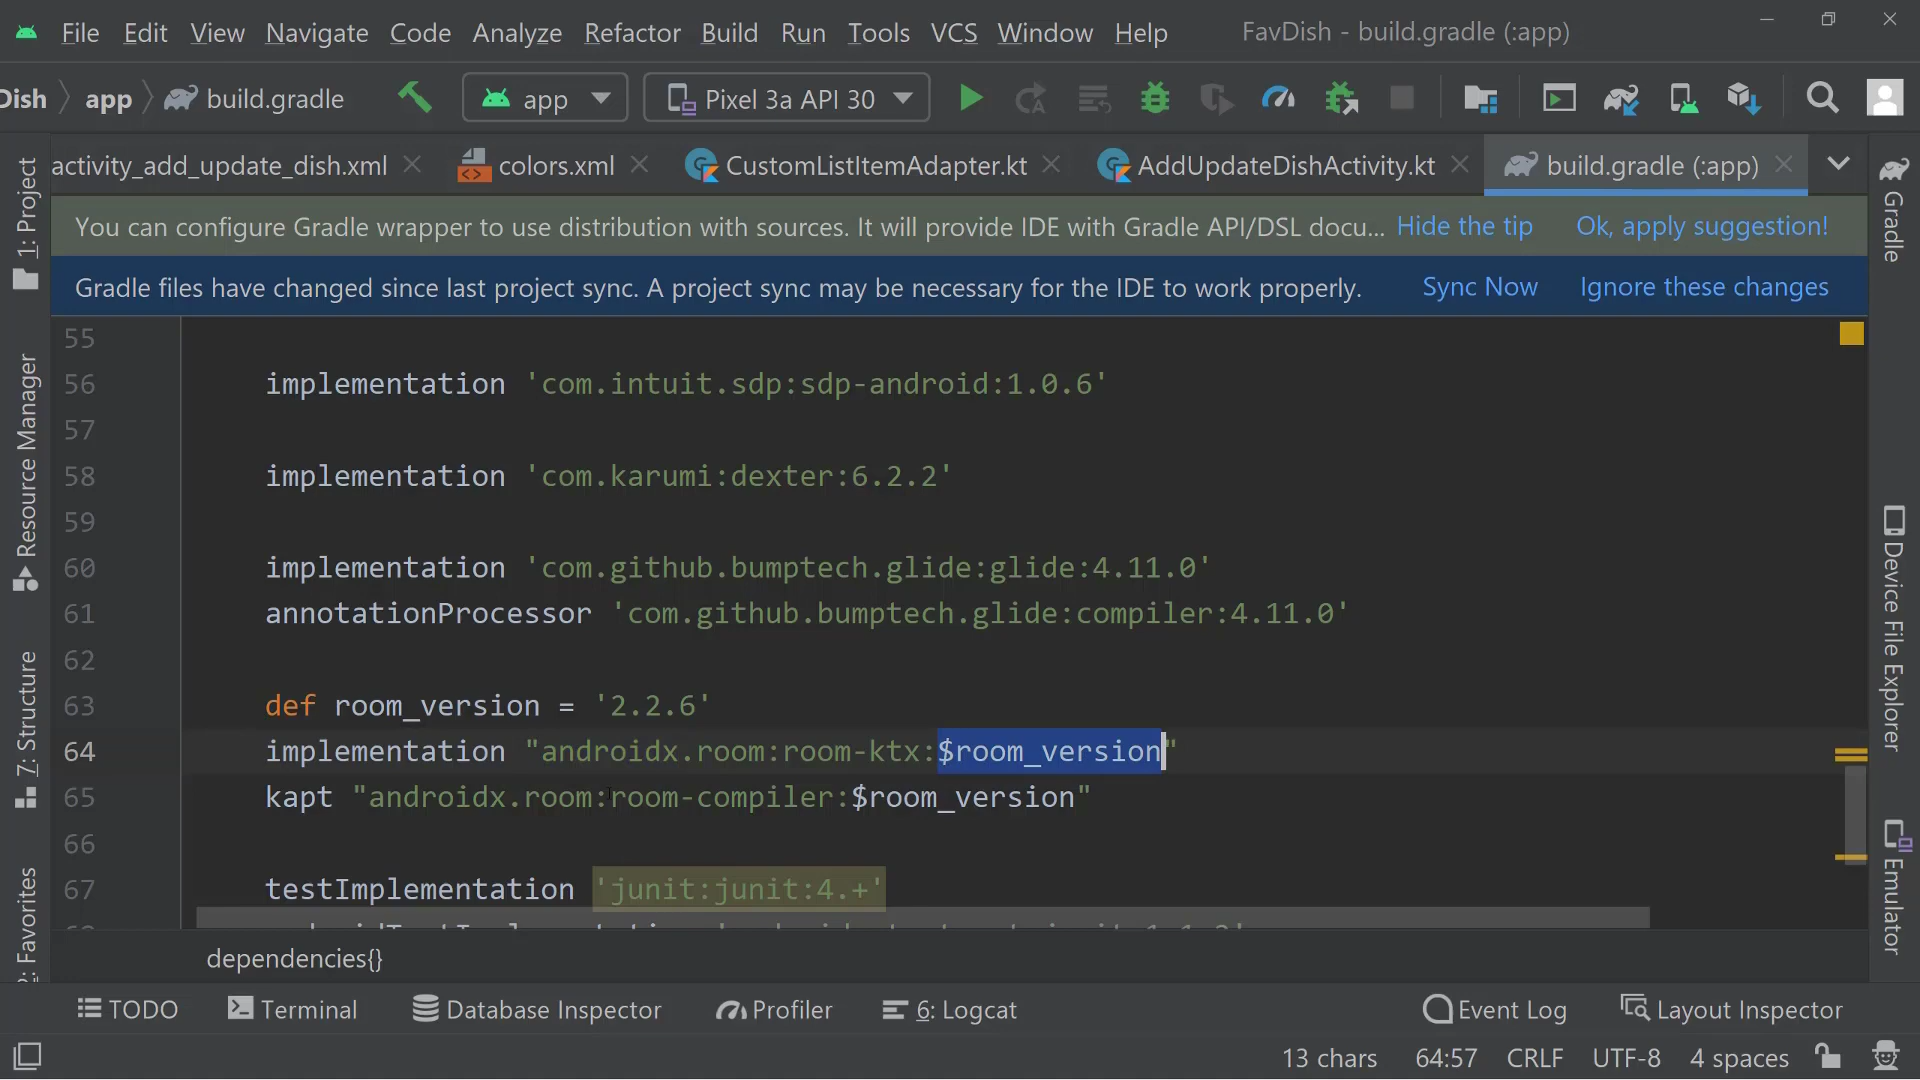 File Edit View Navigate Code Analyze Refactor Build Run Tools VCS Window Help FavDish - build.gradle (:app)
Dish app build.gradle app Pixel 3a API 30
activity_add_update_dish.xml colors.xml CustomListItemAdapter.kt AddUpdateDishActivity.kt build.gradle (:app)
You can configure Gradle wrapper to use distribution with sources. It will provide IDE with Gradle API/DSL docu... Hide the tip Ok, apply suggestion!
Gradle files have changed since last project sync. A project sync may be necessary for the IDE to work properly. Sync Now Ignore these changes
1: Project
Resource Manager
7: Structure
Favorites
55
56 implementation 'com.intuit.sdp:sdp-android:1.0.6'
57
58 implementation 'com.karumi:dexter:6.2.2'
59
60 implementation 'com.github.bumptech.glide:glide:4.11.0'
61 annotationProcessor 'com.github.bumptech.glide:compiler:4.11.0'
62
63 def room_version = '2.2.6'
64 implementation "androidx.room:room-ktx:$room_version"
65 kapt "androidx.room:room-compiler:$room_version"
66
67 testImplementation 'junit:junit:4.+'
Gradle
Device File Explorer
Emulator
dependencies{}
TODO Terminal Database Inspector Profiler 6: Logcat Event Log Layout Inspector
13 chars 64:57 CRLF UTF-8 4 spaces